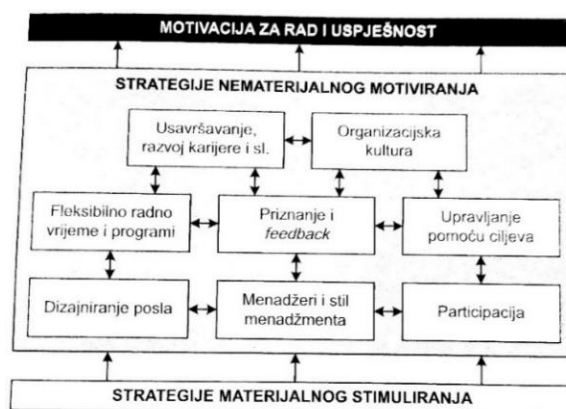 MOTIVACIJA ZA RAD I USPJEŠNOST
STRATEGIJE NEMATERIJALNOG MOTIVIRANJA
Usavršavanje,
razvoj karijere i sl.
Organizacijska
kultura
Fleksibilno radno
vrijeme i programi
Priznanje i
feedback
Upravljanje
pomoću ciljeva
Dizajniranje posla
Menadžeri i stil
menadžmenta
Participacija
STRATEGIJE MATERIJALNOG STIMULIRANJA